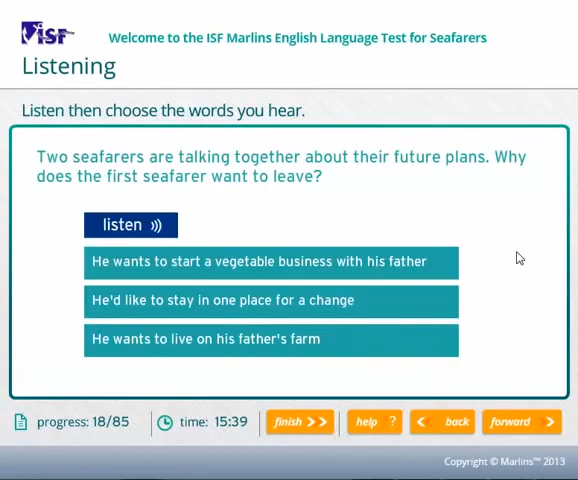 ISF
Welcome to the ISF Marlins English Language Test for Seafarers
Listening
Listen then choose the words you hear.
Two seafarers are talking together about their future plans. Why
does the first seafarer want to leave?
listen
He wants to start a vegetable business with his father
He'd like to stay in one place for a change
He wants to live on his father's farm
progress: 18/85 time: 15:39 finish >> help ? < back forward >
Copyright © Marlins™ 2013